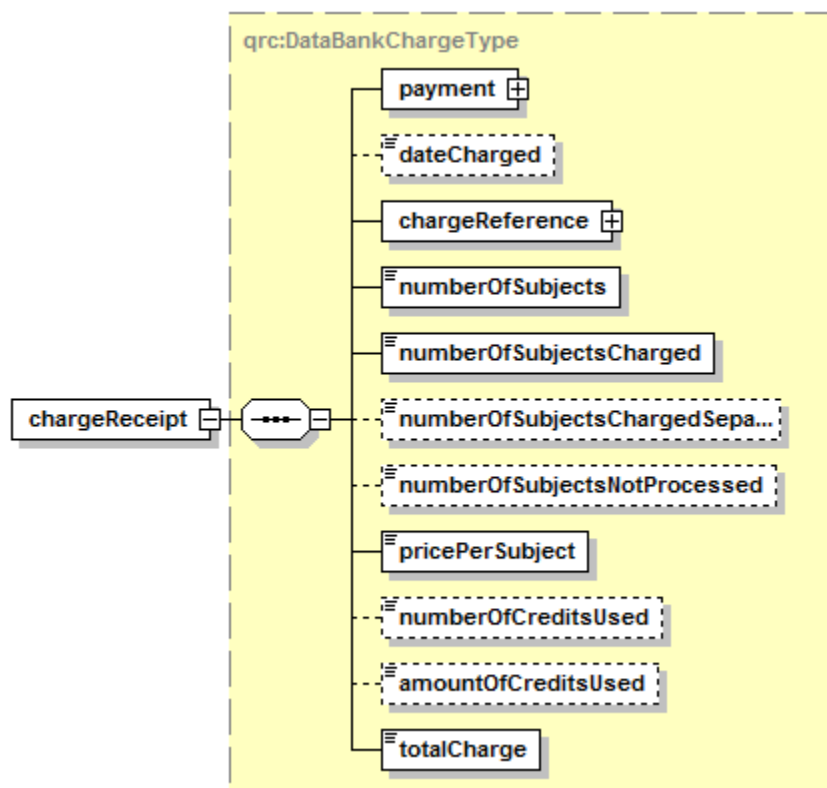 qrc:DataBankChargeType
payment
dateCharged
chargeReference
numberOfSubjects
numberOfSubjectsCharged
chargeReceipt
numberOfSubjectsChargedSepa...
numberOfSubjectsNotProcessed
pricePerSubject
numberOfCreditsUsed
amountOfCreditsUsed
totalCharge